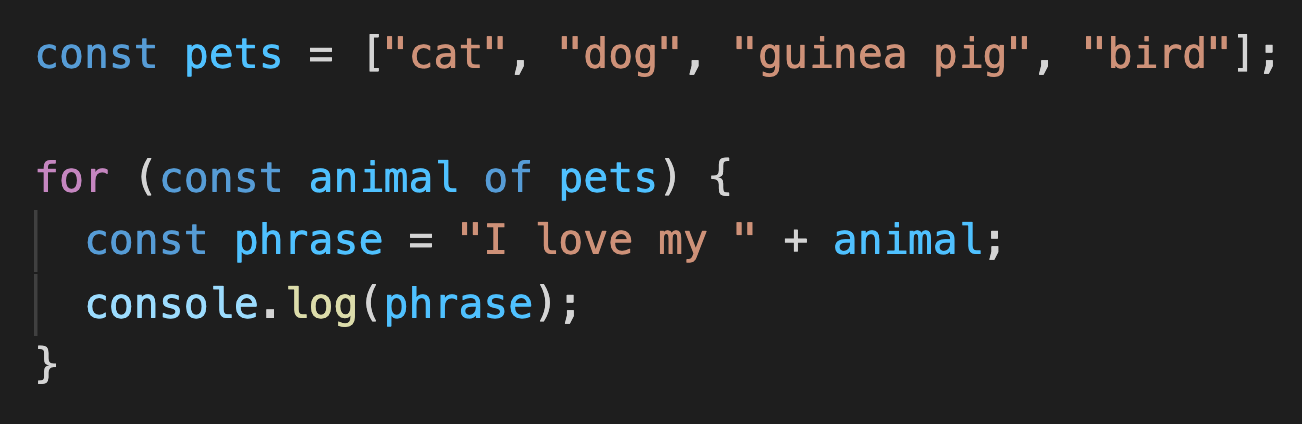 const pets = ["cat", "dog", "guinea pig", "bird"];

for (const animal of pets) {
  const phrase = "I love my " + animal;
  console.log(phrase);
}